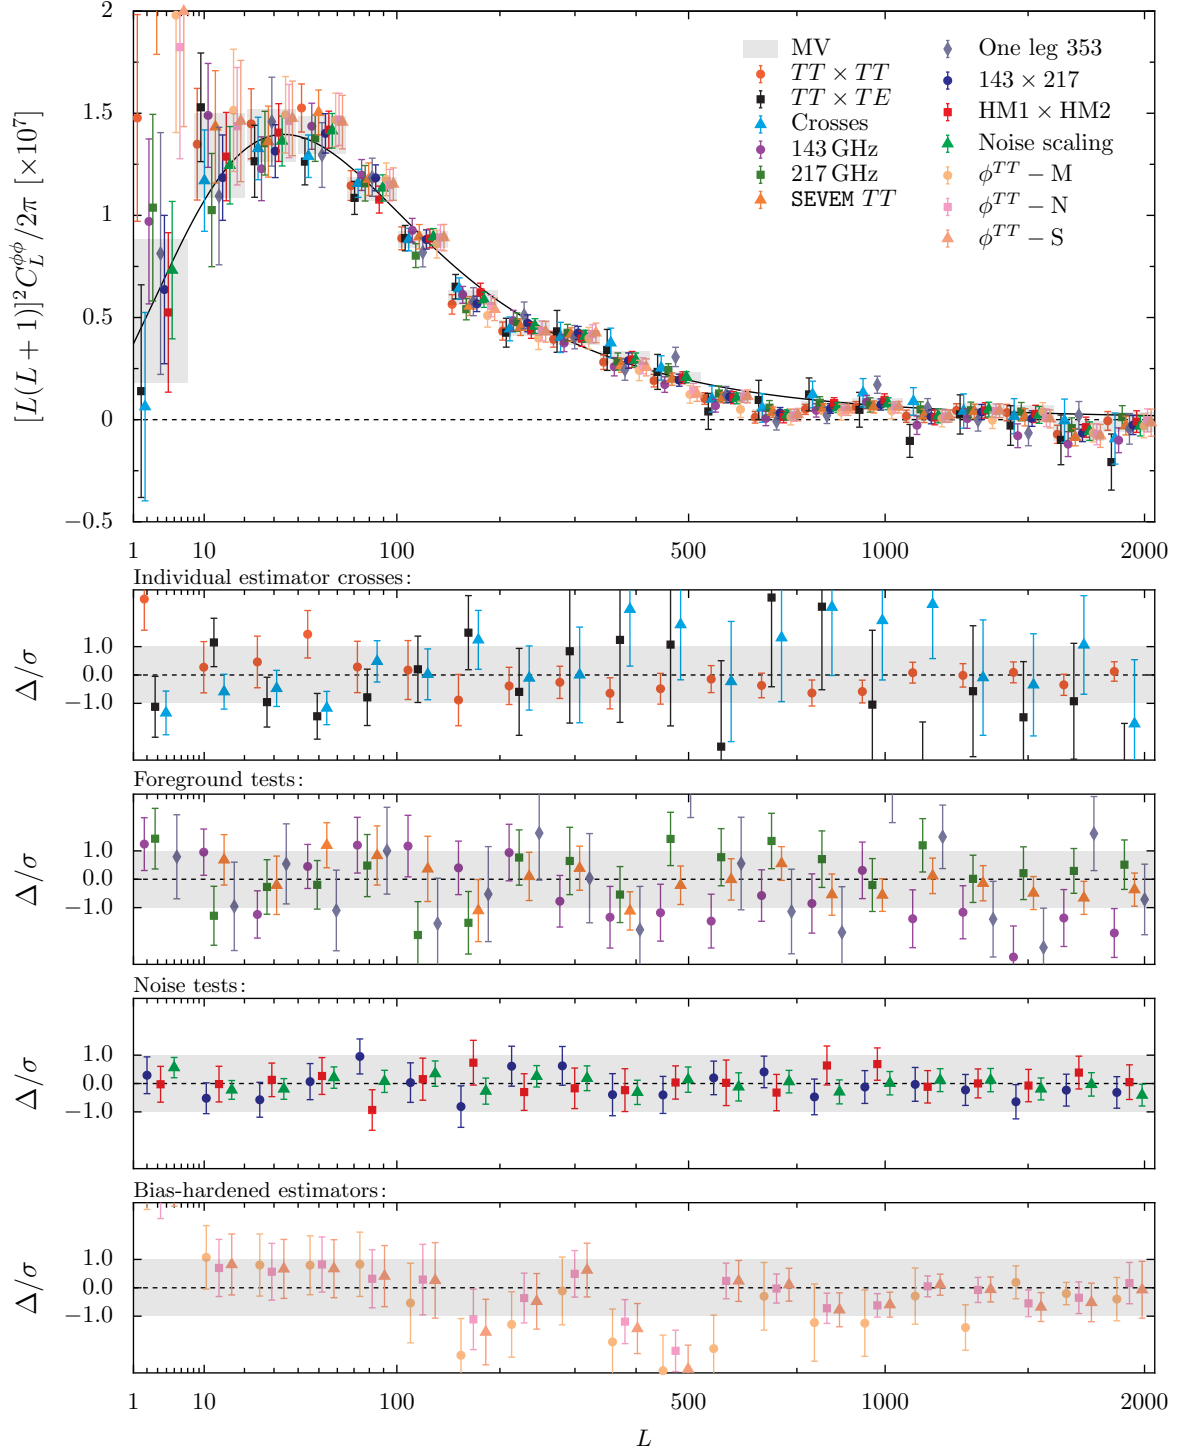 [L(L + 1)]² C_L^{ϕϕ}/2π [×10⁷]
2
1.5
1
0.5
0
−0.5
MV
TT × TT
TT × TE
Crosses
143 GHz
217 GHz
SEVEM TT
One leg 353
143 × 217
HM1 × HM2
Noise scaling
ϕ^{TT} − M
ϕ^{TT} − N
ϕ^{TT} − S
1 10 100 500 1000 2000
Individual estimator crosses:
Δ/σ
1.0
0.0
−1.0
Foreground tests:
Δ/σ
1.0
0.0
−1.0
Noise tests:
Δ/σ
1.0
0.0
−1.0
Bias-hardened estimators:
Δ/σ
1.0
0.0
−1.0
1 10 100 500 1000 2000
L